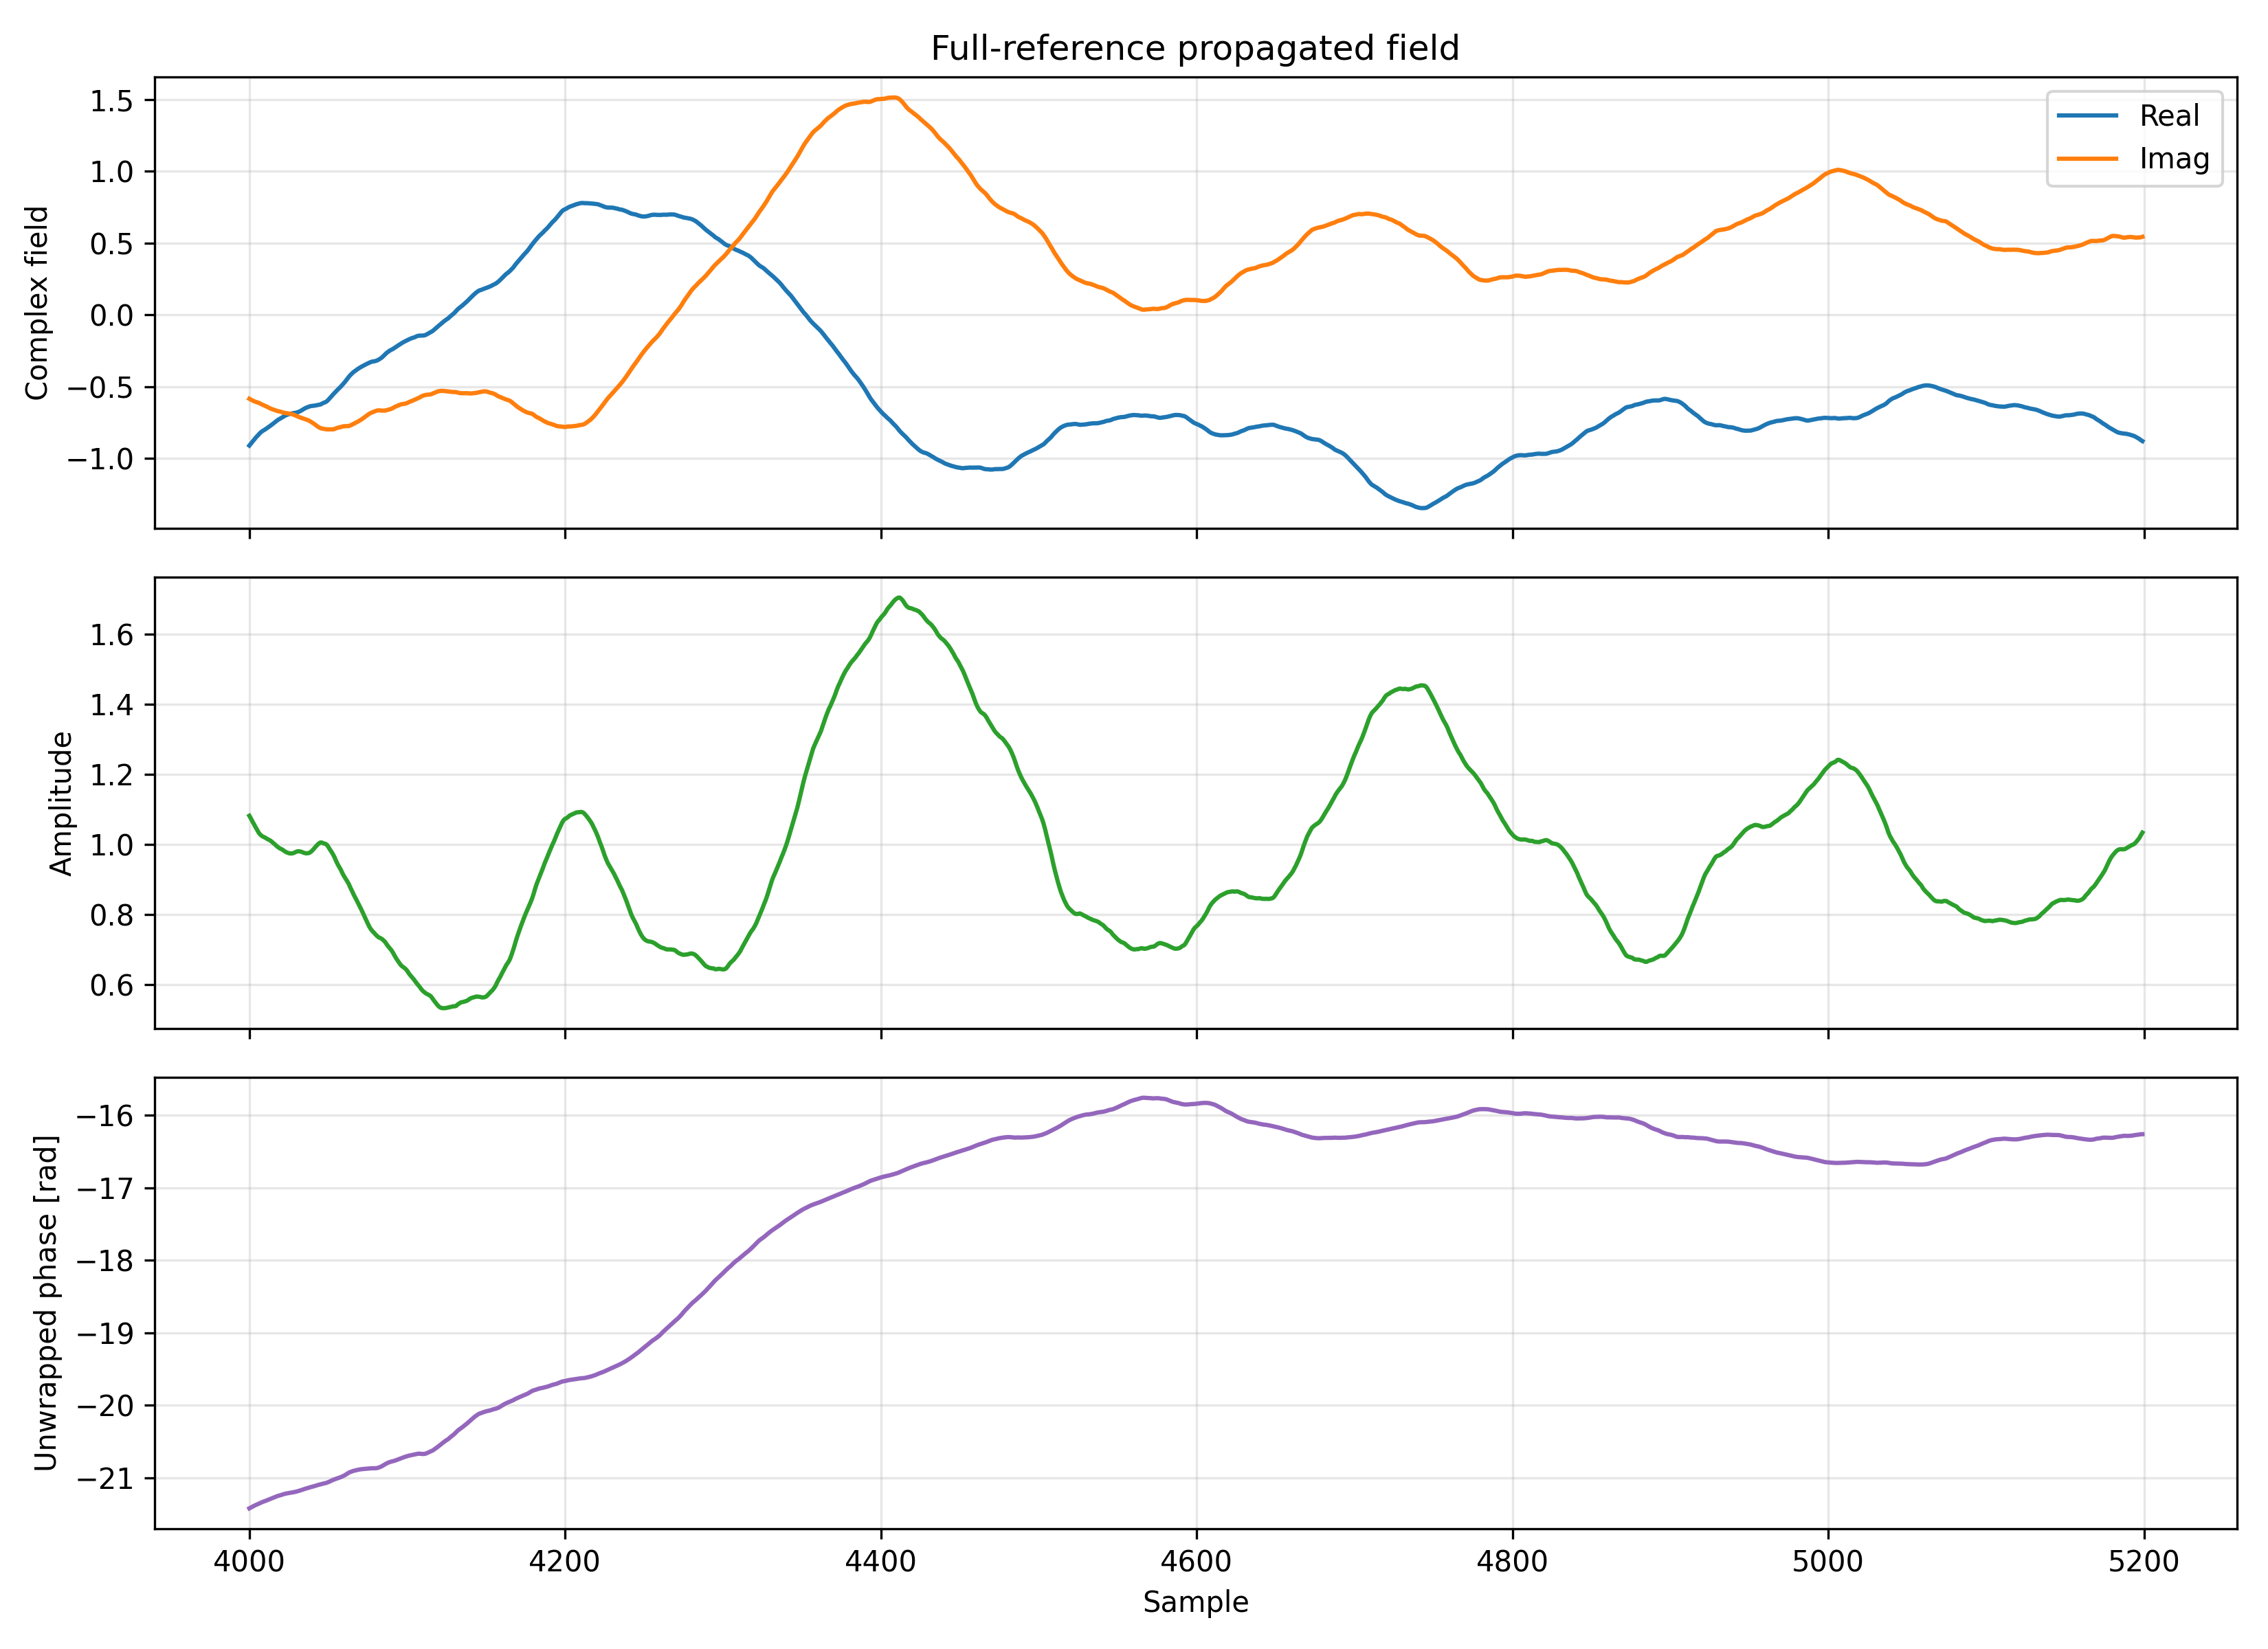 Full-reference propagated field
Complex field
1.5
1.0
0.5
0.0
−0.5
−1.0
Real
Imag
Amplitude
1.6
1.4
1.2
1.0
0.8
0.6
Unwrapped phase [rad]
−16
−17
−18
−19
−20
−21
4000 4200 4400 4600 4800 5000 5200
Sample